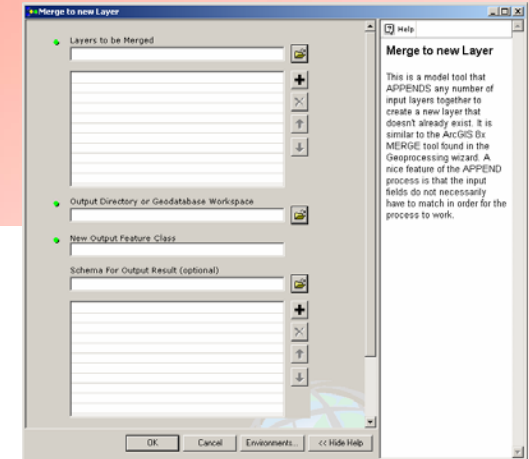 Merge to new Layer
Layers to be Merged
Output Directory or Geodatabase Workspace
New Output Feature Class
Schema For Output Result (optional)
OK
Cancel
Environments...
<< Hide Help
Help
Merge to new Layer
This is a model tool that
APPENDS any number of
input layers together to
create a new layer that
doesn't already exist. It is
similar to the ArcGIS 8x
MERGE tool found in the
Geoprocessing wizard. A
nice feature of the APPEND
process is that the input
fields do not necessarily
have to match in order for the
process to work.